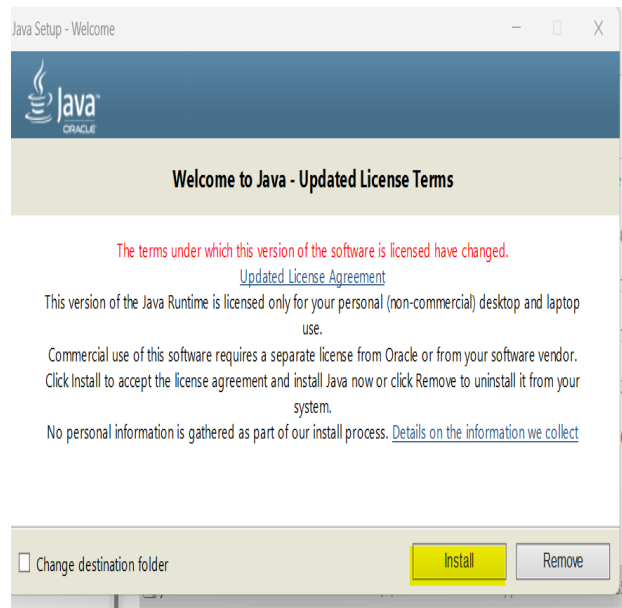 Java Setup - Welcome
Java™
ORACLE
Welcome to Java - Updated License Terms
The terms under which this version of the software is licensed have changed.
Updated License Agreement
This version of the Java Runtime is licensed only for your personal (non-commercial) desktop and laptop
use.
Commercial use of this software requires a separate license from Oracle or from your software vendor.
Click Install to accept the license agreement and install Java now or click Remove to uninstall it from your
system.
No personal information is gathered as part of our install process. Details on the information we collect
Change destination folder
Install
Remove